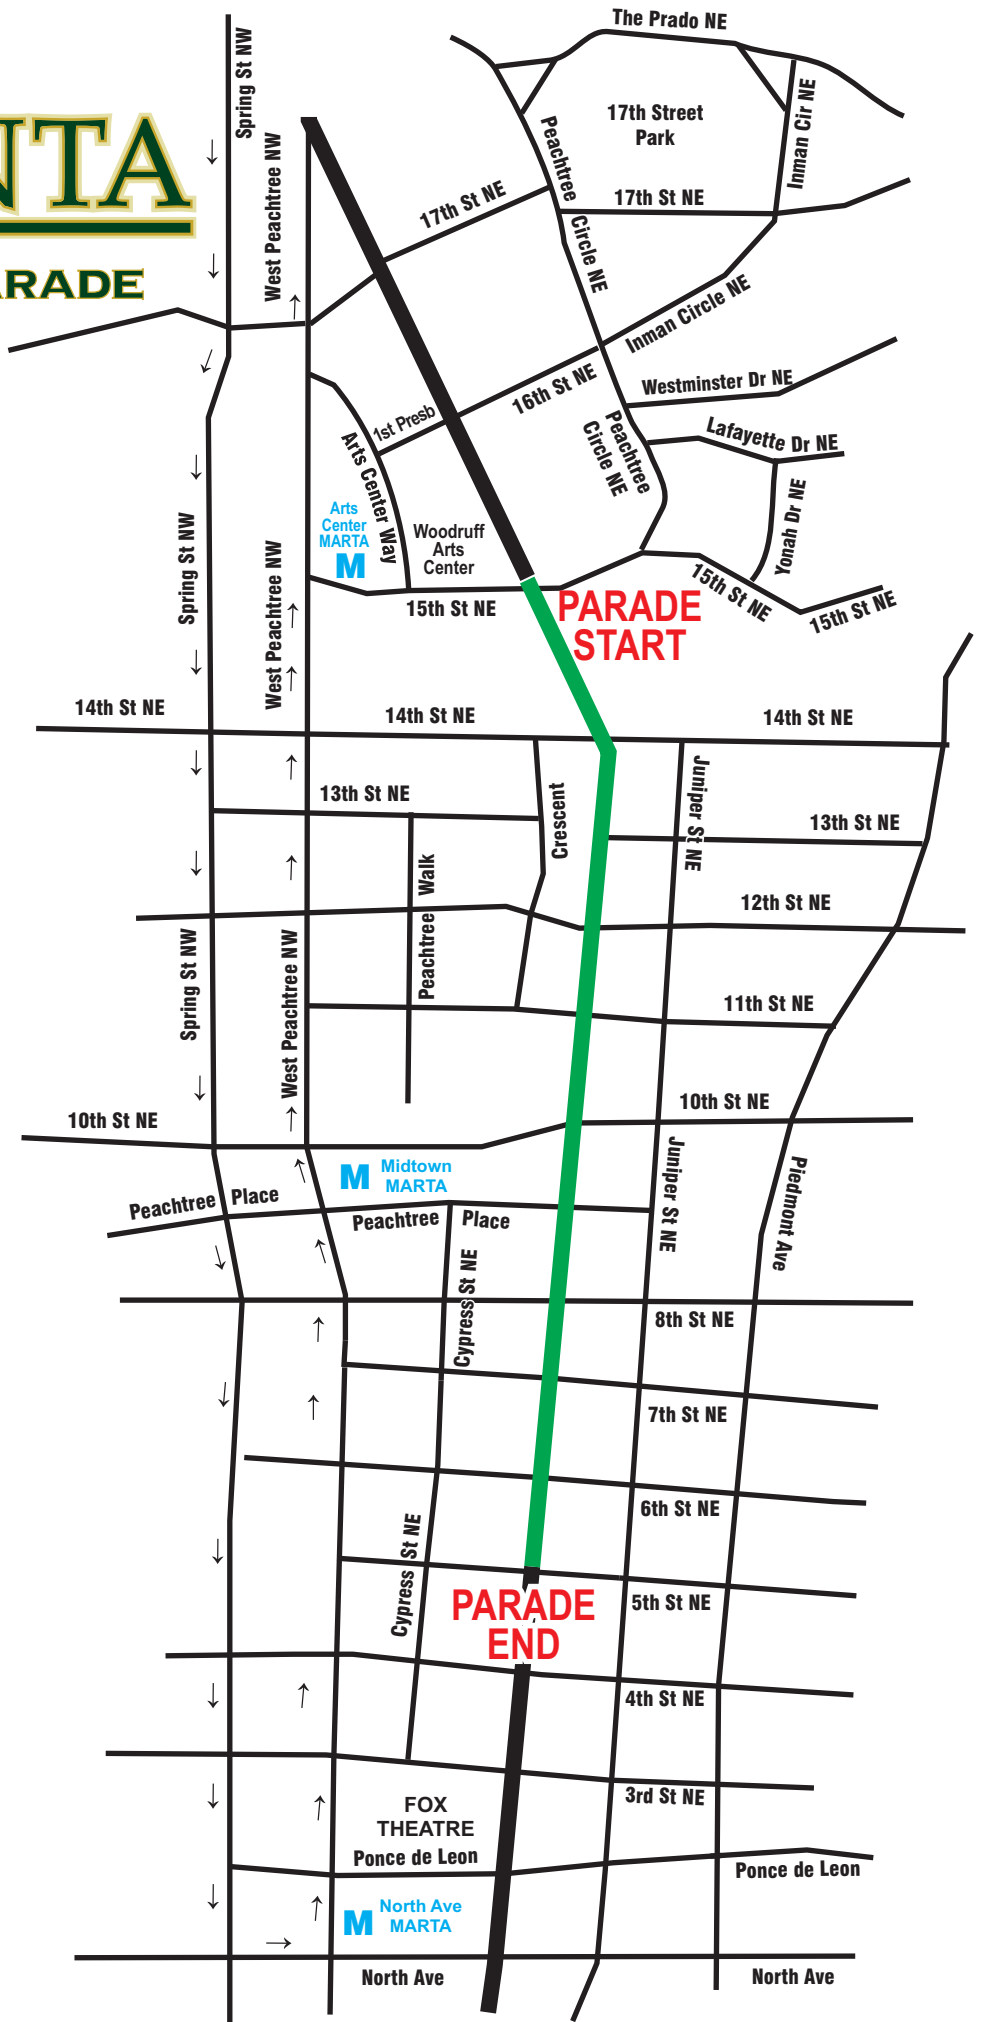 The Prado NE
Spring St NW
NTA
17th Street
Park
Inman Cir NE
Peachtree
Circle NE
West Peachtree NW
17th St NE
17th St NE
ARADE
Inman Circle NE
16th St NE
Westminster Dr NE
1st Presb
Peachtree
Circle NE
Lafayette Dr NE
Arts Center Way
Yonah Dr NE
Arts
Center
MARTA
M
Woodruff
Arts
Center
Spring St NW
West Peachtree NW
15th St NE
15th St NE
15th St NE
PARADE
START
14th St NE
14th St NE
14th St NE
13th St NE
Crescent
Juniper St NE
13th St NE
Peachtree Walk
12th St NE
Spring St NW
West Peachtree NW
11th St NE
10th St NE
10th St NE
M
Midtown
MARTA
Juniper St NE
Piedmont Ave
Peachtree Place
Peachtree Place
Cypress St NE
8th St NE
7th St NE
6th St NE
Cypress St NE
PARADE
END
5th St NE
4th St NE
3rd St NE
FOX
THEATRE
Ponce de Leon
Ponce de Leon
M
North Ave
MARTA
North Ave
North Ave